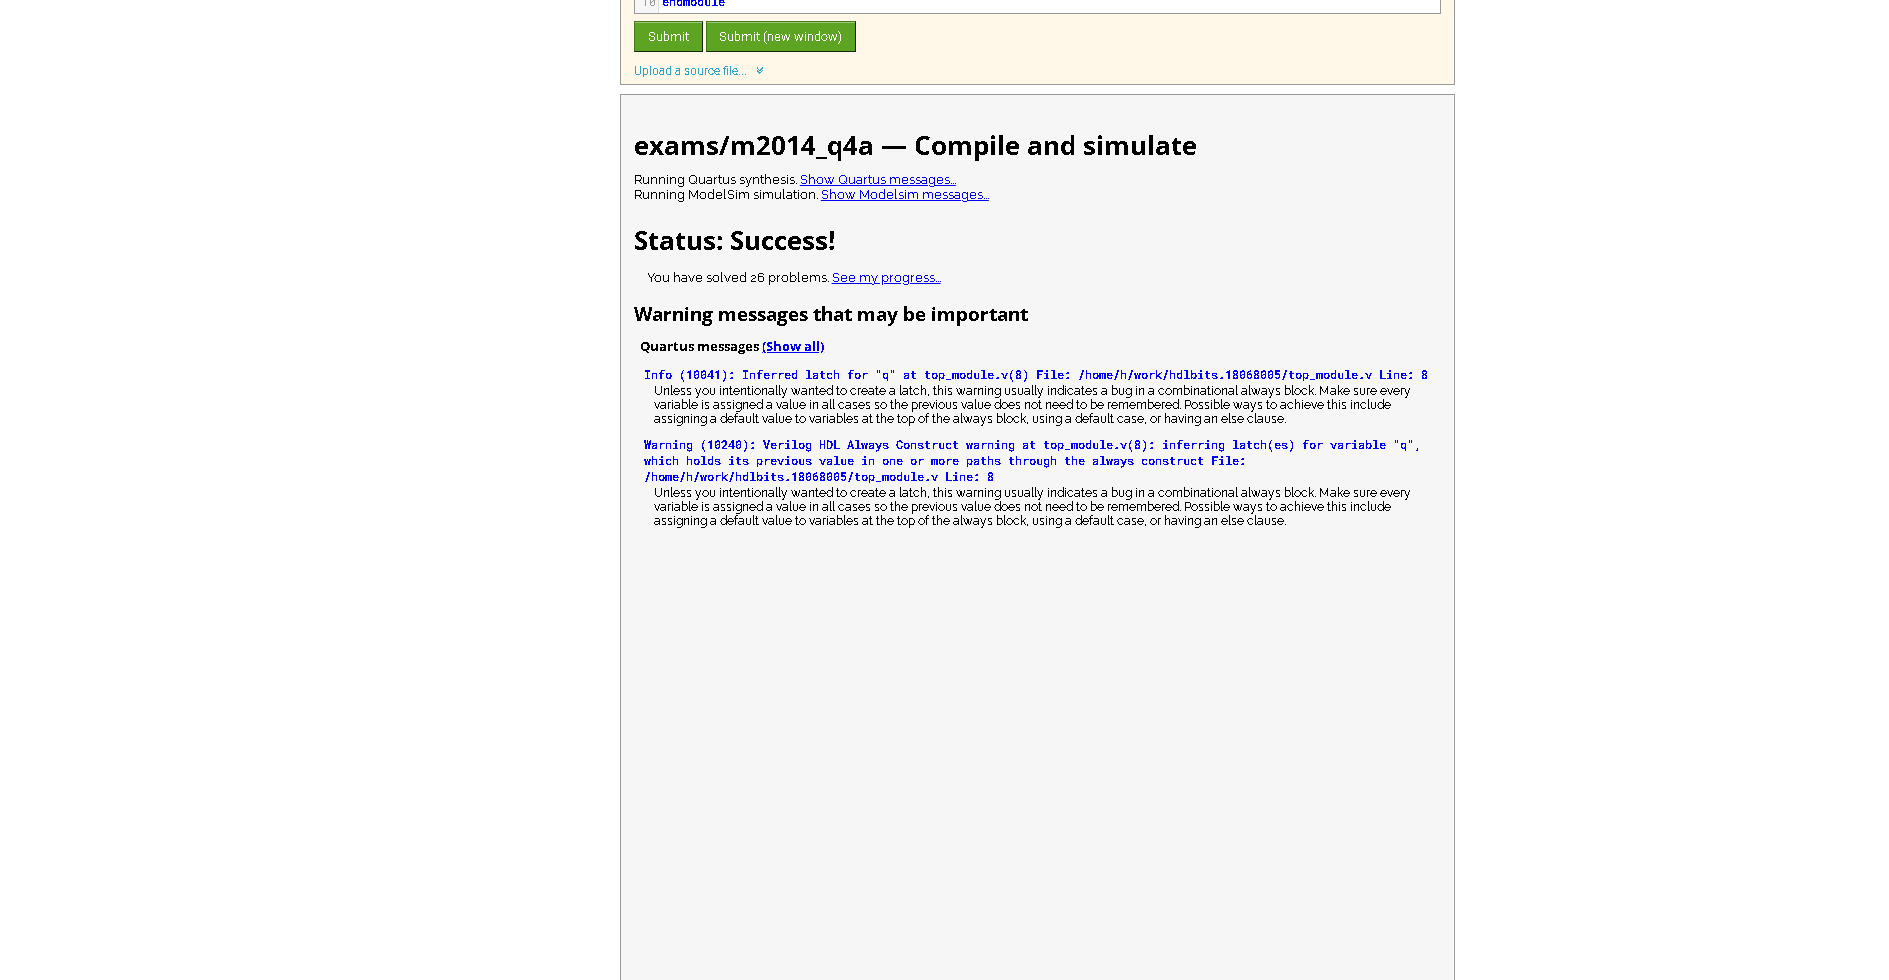 10 endmodule
Submit Submit (new window)
Upload a source file...
exams/m2014_q4a — Compile and simulate
Running Quartus synthesis. Show Quartus messages...
Running ModelSim simulation. Show Modelsim messages...
Status: Success!
You have solved 26 problems. See my progress...
Warning messages that may be important
Quartus messages (Show all)
Info (10041): Inferred latch for "q" at top_module.v(8) File: /home/h/work/hdlbits.18068005/top_module.v Line: 8
Unless you intentionally wanted to create a latch, this warning usually indicates a bug in a combinational always block. Make sure every
variable is assigned a value in all cases so the previous value does not need to be remembered. Possible ways to achieve this include
assigning a default value to variables at the top of the always block, using a default case, or having an else clause.
Warning (10240): Verilog HDL Always Construct warning at top_module.v(8): inferring latch(es) for variable "q",
which holds its previous value in one or more paths through the always construct File:
/home/h/work/hdlbits.18068005/top_module.v Line: 8
Unless you intentionally wanted to create a latch, this warning usually indicates a bug in a combinational always block. Make sure every
variable is assigned a value in all cases so the previous value does not need to be remembered. Possible ways to achieve this include
assigning a default value to variables at the top of the always block, using a default case, or having an else clause.